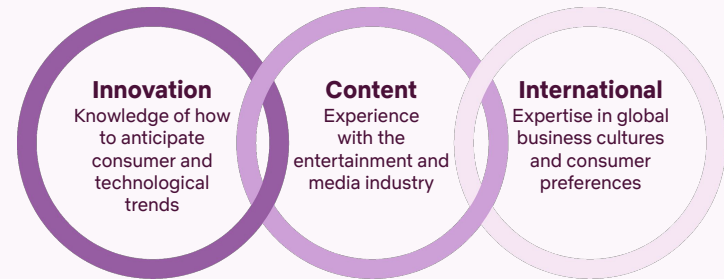 Innovation
Knowledge of how
to anticipate
consumer and
technological
trends
Content
Experience
with the
entertainment and
media industry
International
Expertise in global
business cultures
and consumer
preferences